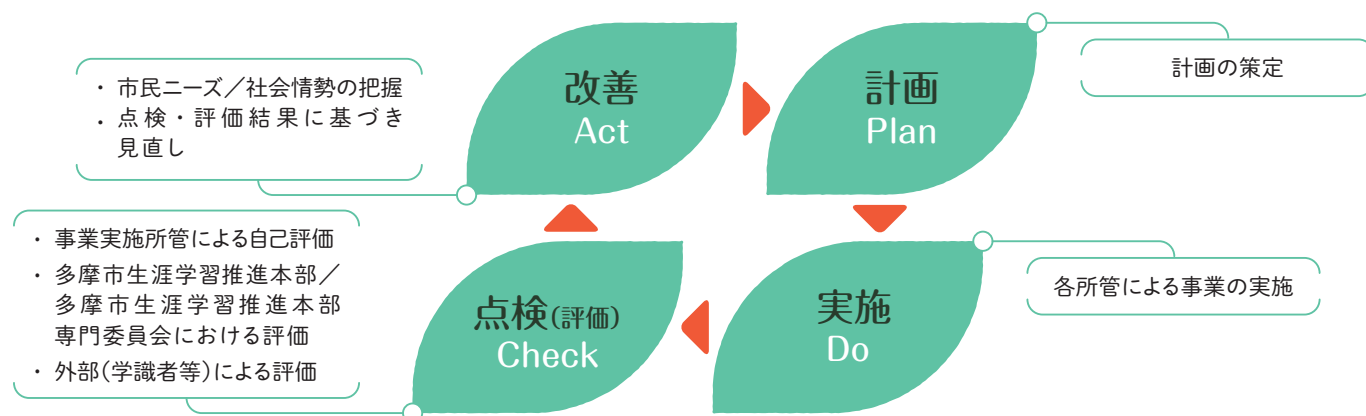 ・ 市民ニーズ／社会情勢の把握
・ 点検・評価結果に基づき
見直し
改善
Act
計画
Plan
計画の策定
・ 事業実施所管による自己評価
・ 多摩市生涯学習推進本部／
多摩市生涯学習推進本部
専門委員会における評価
・ 外部（学識者等）による評価
点検（評価）
Check
実施
Do
各所管による事業の実施